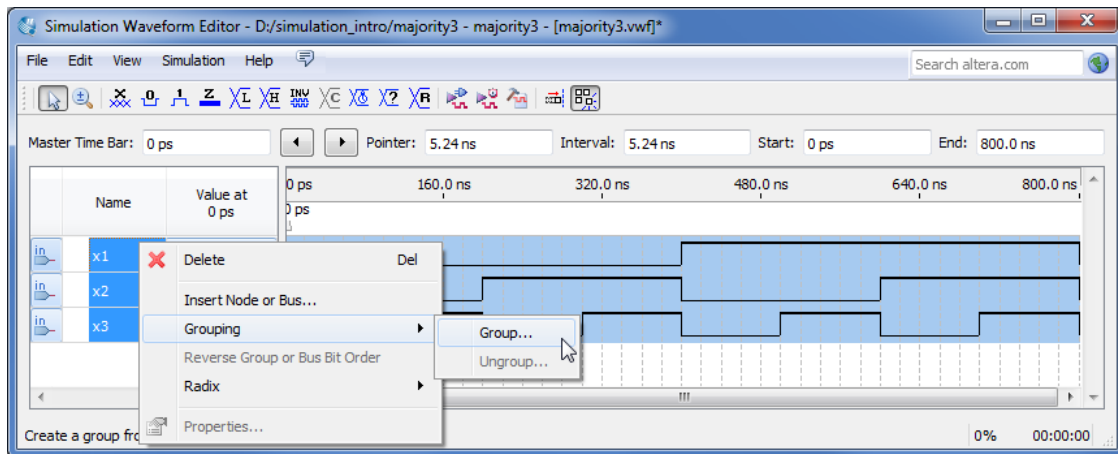 Simulation Waveform Editor - D:/simulation_intro/majority3 - majority3 - [majority3.vwf]*
File Edit View Simulation Help
Search altera.com
Master Time Bar: 0 ps Pointer: 5.24 ns Interval: 5.24 ns Start: 0 ps End: 800.0 ns
Name Value at 0 ps
0 ps 160.0 ns 320.0 ns 480.0 ns 640.0 ns 800.0 ns
0 ps
in x1
in x2
in x3
Delete Del
Insert Node or Bus...
Grouping
Group...
Ungroup...
Reverse Group or Bus Bit Order
Radix
Properties...
Create a group fro
0% 00:00:00